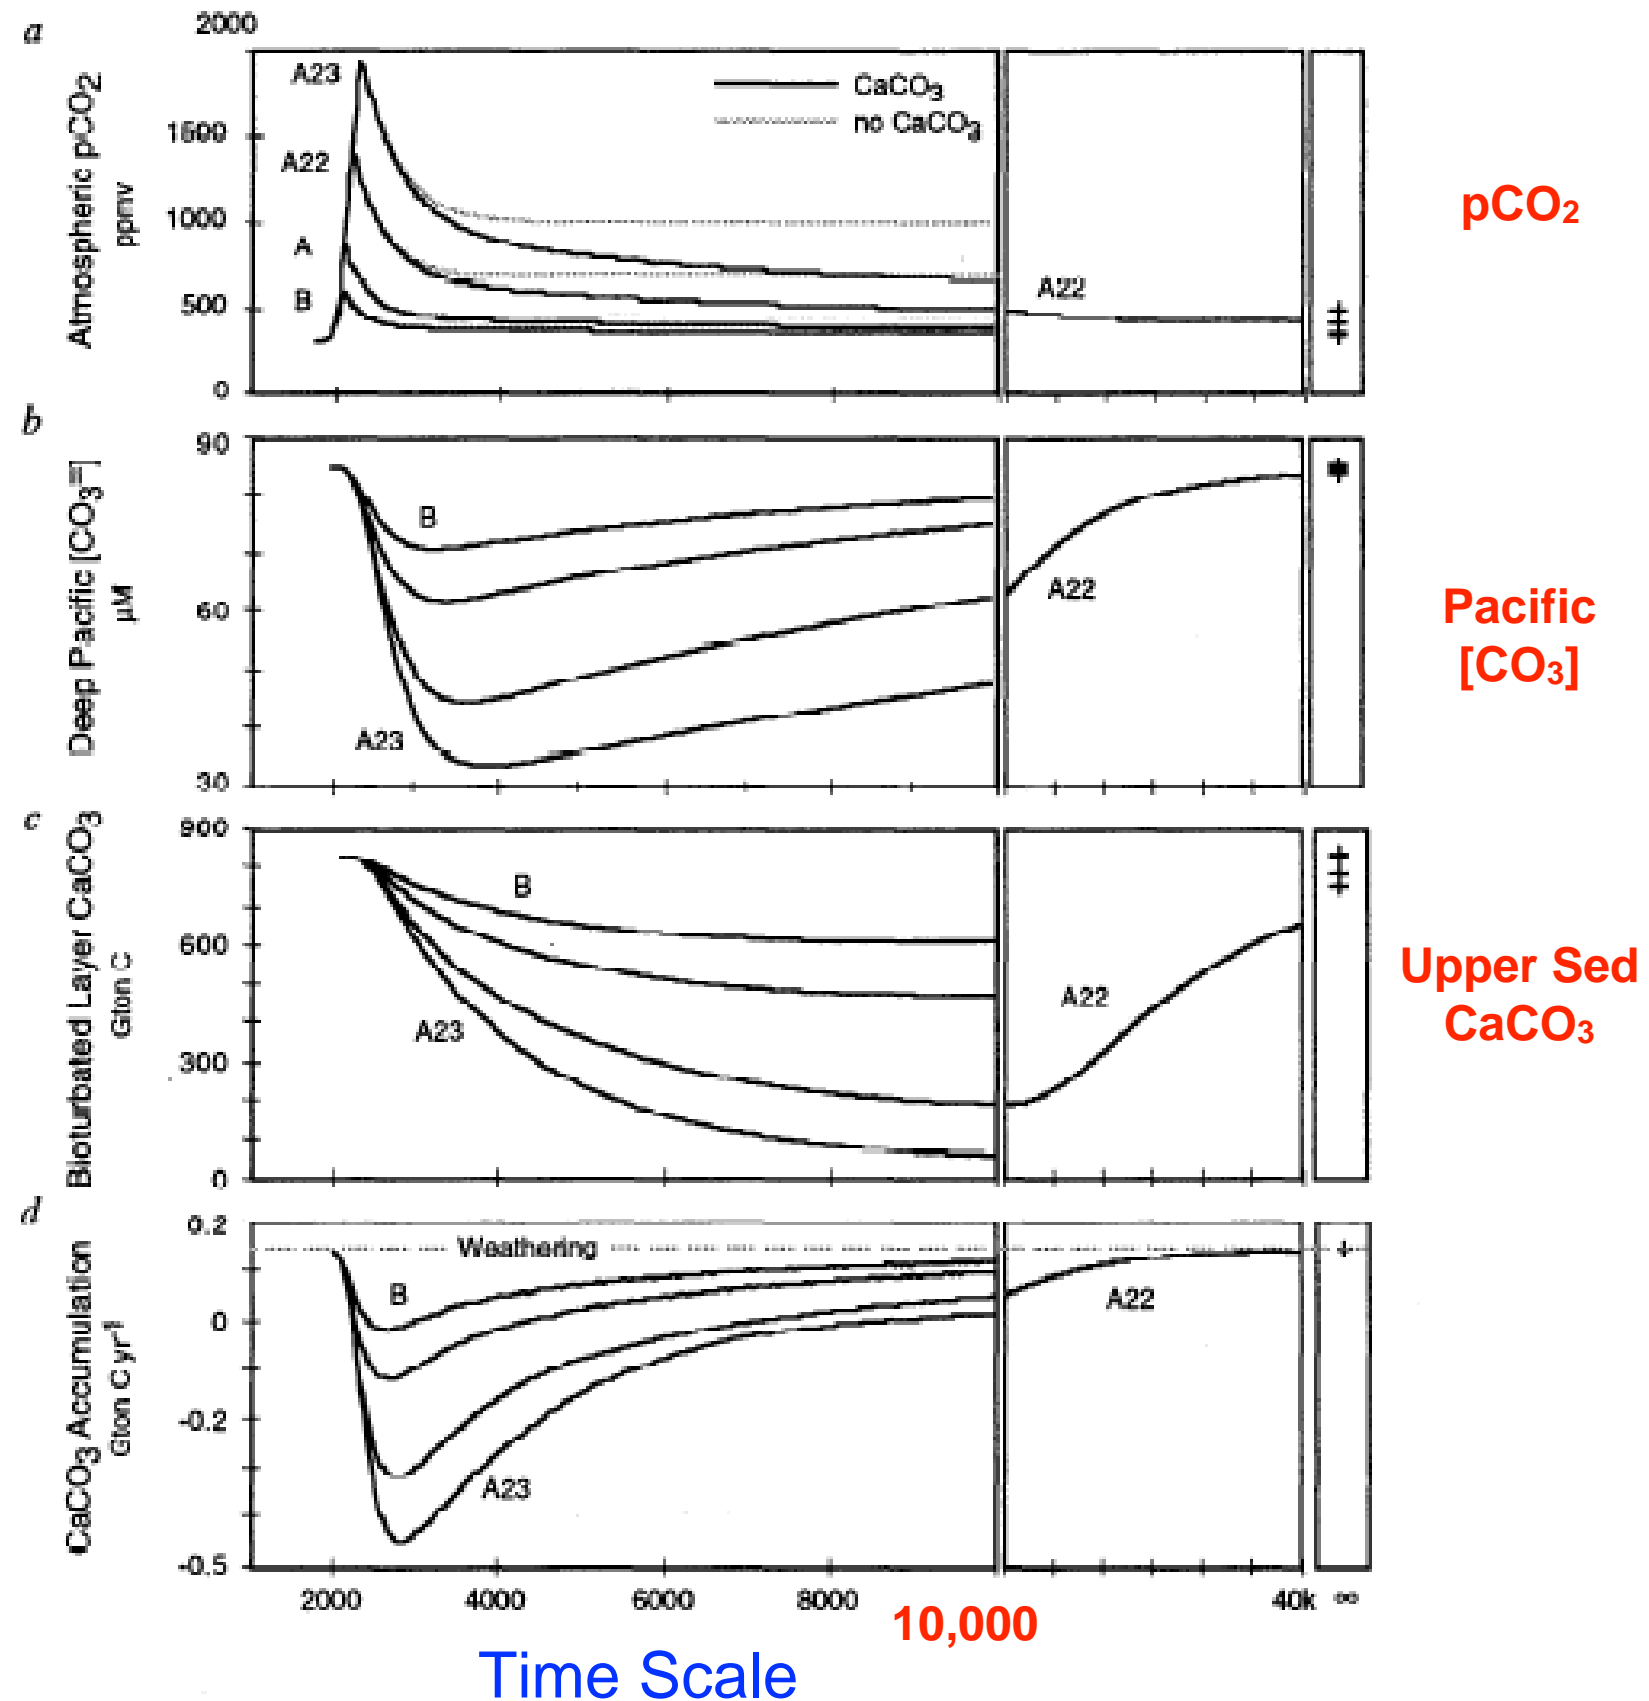 a
2000
1500
1000
500
0
Atmospheric pCO₂
ppmv
A23
A22
A
B
CaCO₃
no CaCO₃
A22
pCO₂
b
90
60
30
Deep Pacific [CO₃⁼]
µM
B
A23
A22
Pacific
[CO₃]
c
900
600
300
0
Bioturbated Layer CaCO₃
Gton C
B
A23
A22
Upper Sed
CaCO₃
d
0.2
0
-0.2
-0.5
CaCO₃ Accumulation
Gton C yr⁻¹
Weathering
B
A23
A22
2000 4000 6000 8000 10,000 40k ∞
Time Scale